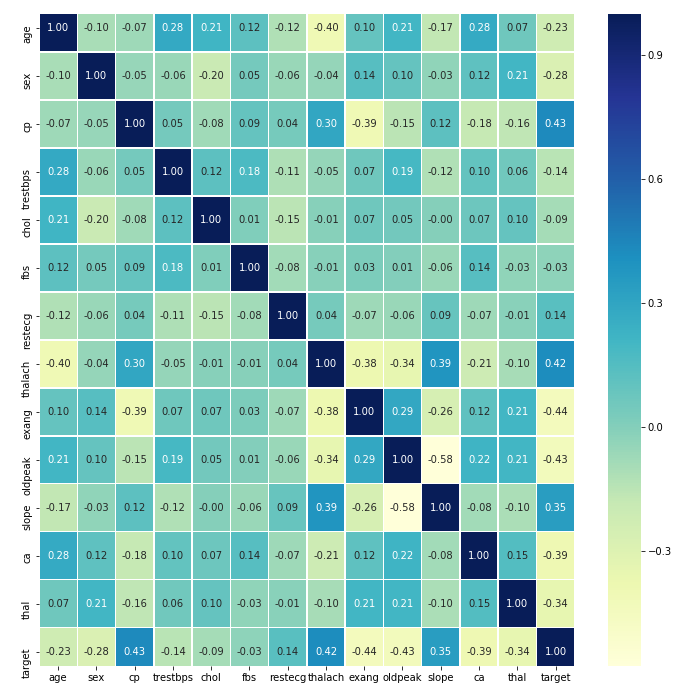 age 1.00 -0.10 -0.07 0.28 0.21 0.12 -0.12 -0.40 0.10 0.21 -0.17 0.28 0.07 -0.23
sex -0.10 1.00 -0.05 -0.06 -0.20 0.05 -0.06 -0.04 0.14 0.10 -0.03 0.12 0.21 -0.28
cp -0.07 -0.05 1.00 0.05 -0.08 0.09 0.04 0.30 -0.39 -0.15 0.12 -0.18 -0.16 0.43
trestbps 0.28 -0.06 0.05 1.00 0.12 0.18 -0.11 -0.05 0.07 0.19 -0.12 0.10 0.06 -0.14
chol 0.21 -0.20 -0.08 0.12 1.00 0.01 -0.15 -0.01 0.07 0.05 -0.00 0.07 0.10 -0.09
fbs 0.12 0.05 0.09 0.18 0.01 1.00 -0.08 -0.01 0.03 0.01 -0.06 0.14 -0.03 -0.03
restecg -0.12 -0.06 0.04 -0.11 -0.15 -0.08 1.00 0.04 -0.07 -0.06 0.09 -0.07 -0.01 0.14
thalach -0.40 -0.04 0.30 -0.05 -0.01 -0.01 0.04 1.00 -0.38 -0.34 0.39 -0.21 -0.10 0.42
exang 0.10 0.14 -0.39 0.07 0.07 0.03 -0.07 -0.38 1.00 0.29 -0.26 0.12 0.21 -0.44
oldpeak 0.21 0.10 -0.15 0.19 0.05 0.01 -0.06 -0.34 0.29 1.00 -0.58 0.22 0.21 -0.43
slope -0.17 -0.03 0.12 -0.12 -0.00 -0.06 0.09 0.39 -0.26 -0.58 1.00 -0.08 -0.10 0.35
ca 0.28 0.12 -0.18 0.10 0.07 0.14 -0.07 -0.21 0.12 0.22 -0.08 1.00 0.15 -0.39
thal 0.07 0.21 -0.16 0.06 0.10 -0.03 -0.01 -0.10 0.21 0.21 -0.10 0.15 1.00 -0.34
target -0.23 -0.28 0.43 -0.14 -0.09 -0.03 0.14 0.42 -0.44 -0.43 0.35 -0.39 -0.34 1.00
age sex cp trestbps chol fbs restecg thalach exang oldpeak slope ca thal target
0.9
0.6
0.3
0.0
−0.3